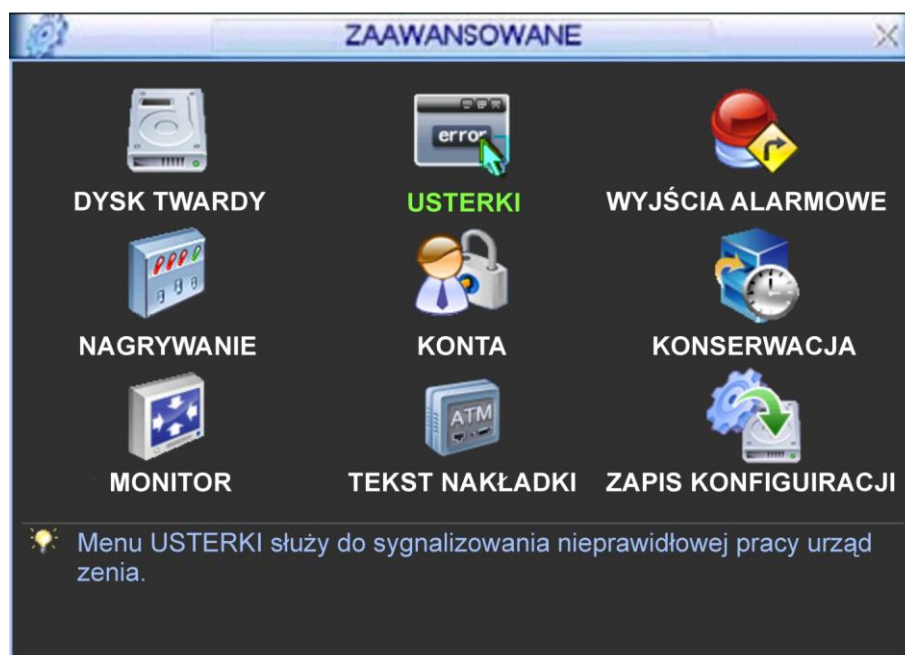 ZAAWANSOWANE
error
DYSK TWARDY
USTERKI
WYJŚCIA ALARMOWE
NAGRYWANIE
KONTA
KONSERWACJA
ATM
MONITOR
TEKST NAKŁADKI
ZAPIS KONFIGUIRACJI
Menu USTERKI służy do sygnalizowania nieprawidłowej pracy urząd
zenia.